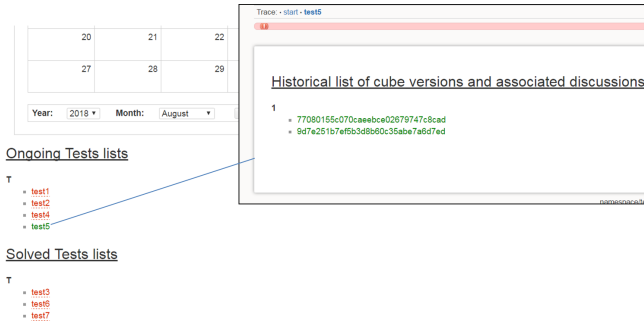 20 21 22
27 28 29
Year: 2018 Month: August
Ongoing Tests lists
T
test1
test2
test4
test5
Solved Tests lists
T
test3
test6
test7
Trace: • start • test5
Historical list of cube versions and associated discussions
1
77080155c070caeebce02679747c8cad
9d7e251b7ef5b3d8b60c35abe7a6d7ed